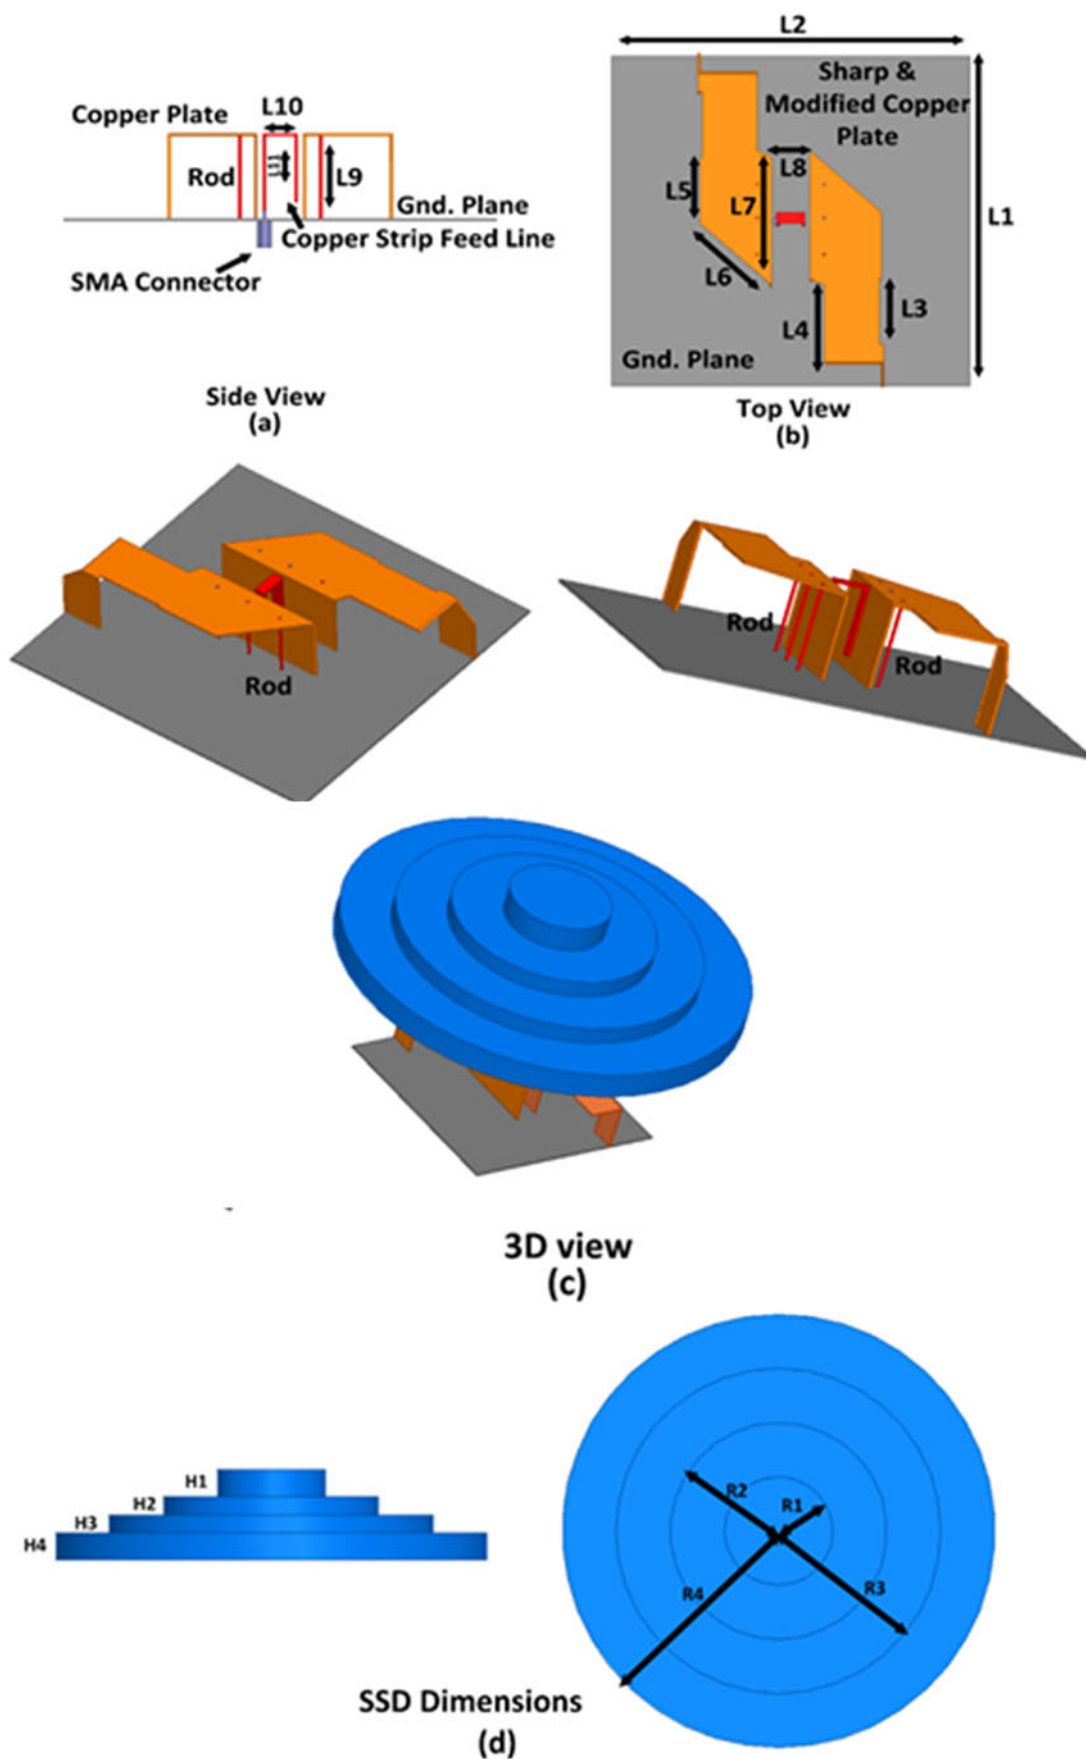 L10
Copper Plate
L11
Rod
L9
Gnd. Plane
Copper Strip Feed Line
SMA Connector
Side View
(a)
L2
Sharp &
Modified Copper
Plate
L8
L5
L7
L1
L6
L3
L4
Gnd. Plane
Top View
(b)
Rod
Rod
Rod
3D view
(c)
H1
H2
H3
H4
R2
R1
R4
R3
SSD Dimensions
(d)